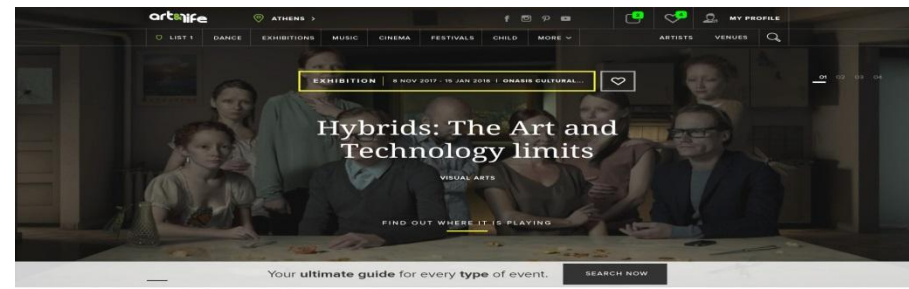 art&life
ATHENS >
MY PROFILE
LIST 1 DANCE EXHIBITIONS MUSIC CINEMA FESTIVALS CHILD MORE
ARTISTS VENUES
EXHIBITION | 8 NOV 2017 - 15 JAN 2018 | ONASIS CULTURAL...
01 02 03 04
Hybrids: The Art and
Technology limits
VISUAL ARTS
FIND OUT WHERE IT IS PLAYING
Your ultimate guide for every type of event.
SEARCH NOW